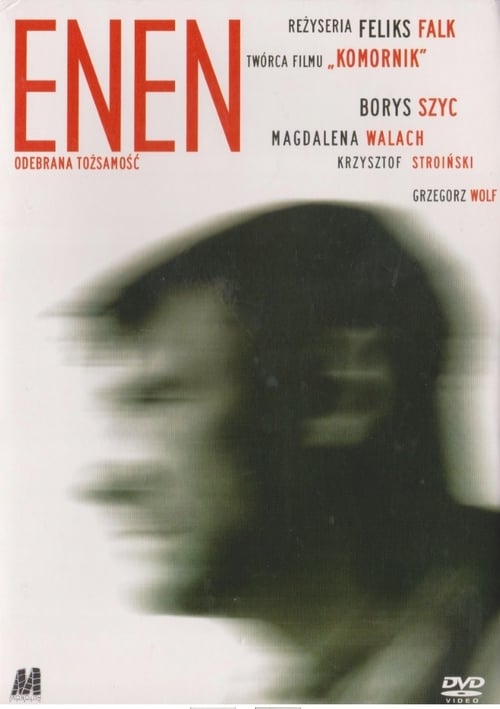 ENEN
ODEBRANA TOŻSAMOŚĆ
REŻYSERIA FELIKS FALK
TWÓRCA FILMU „KOMORNIK”
BORYS SZYC
MAGDALENA WALACH
KRZYSZTOF STROIŃSKI
GRZEGORZ WOLF
DVD
VIDEO